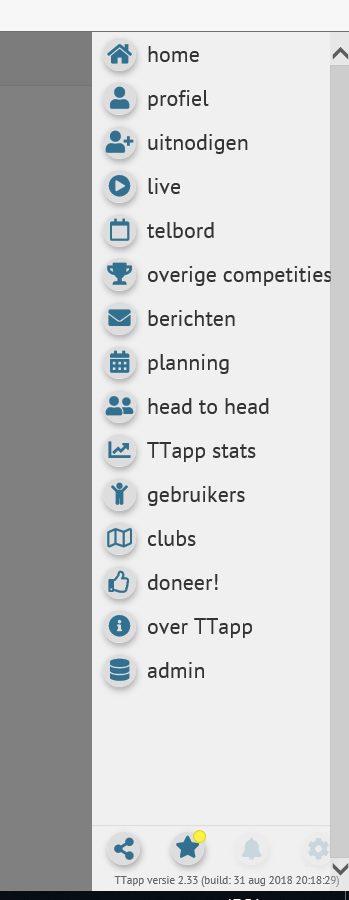 home
profiel
uitnodigen
live
telbord
overige competities
berichten
planning
head to head
TTapp stats
gebruikers
clubs
doneer!
over TTapp
admin
TTapp versie 2.33 (build: 31 aug 2018 20:18:29)